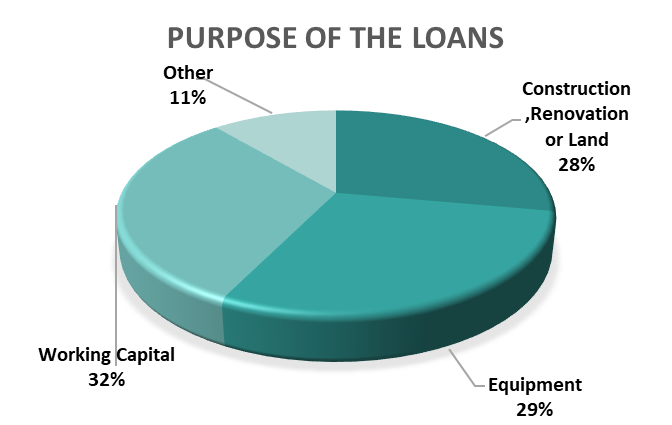 PURPOSE OF THE LOANS
Other
11%
Construction
,Renovation
or Land
28%
Working Capital
32%
Equipment
29%